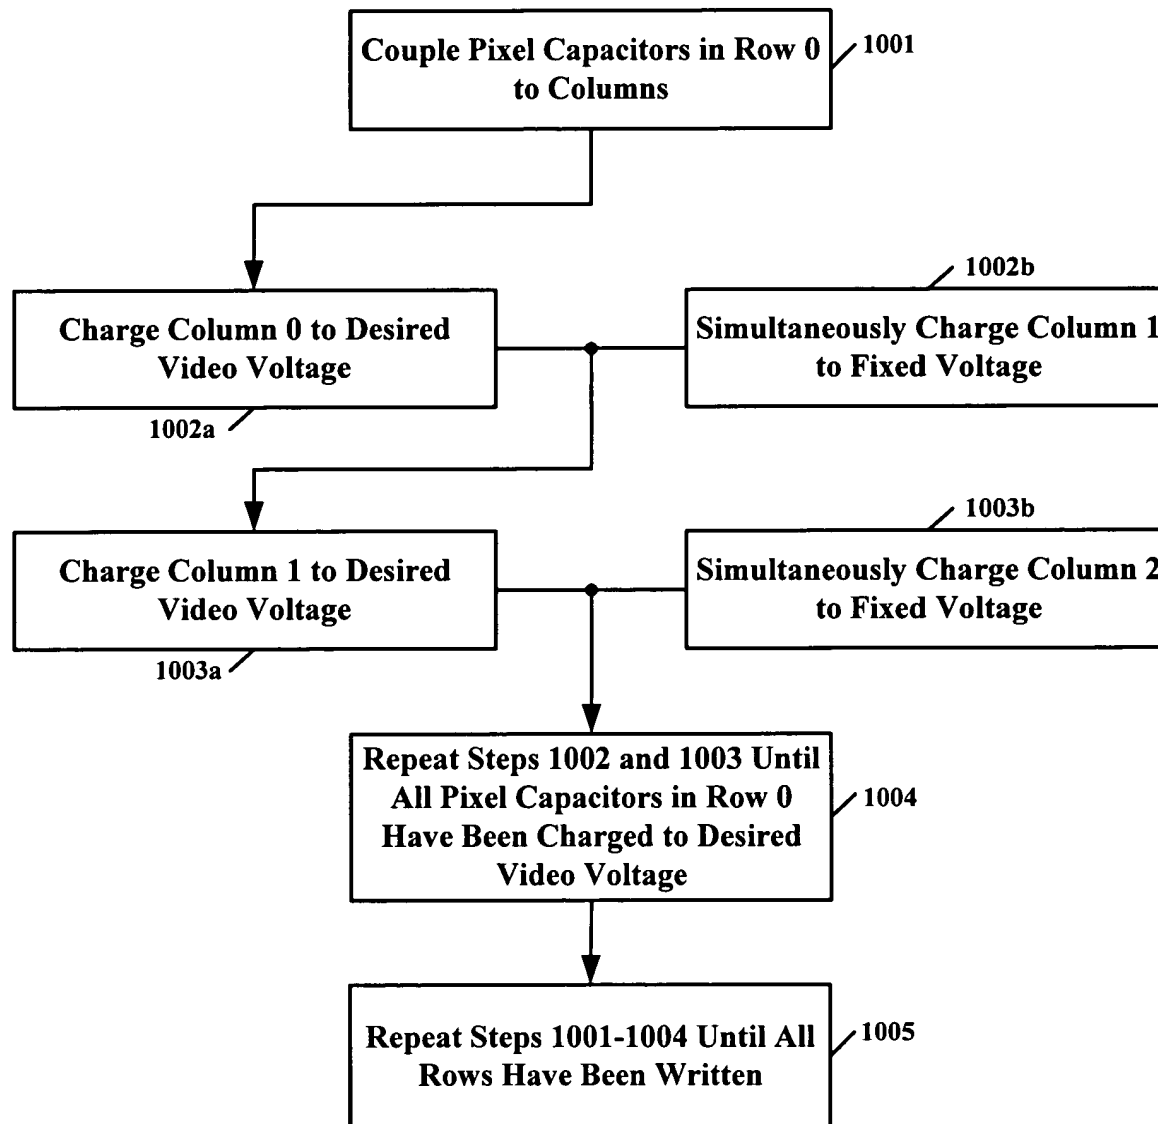 Couple Pixel Capacitors in Row 0
to Columns
1001
Charge Column 0 to Desired
Video Voltage
1002a
1002b
Simultaneously Charge Column 1
to Fixed Voltage
Charge Column 1 to Desired
Video Voltage
1003a
1003b
Simultaneously Charge Column 2
to Fixed Voltage
Repeat Steps 1002 and 1003 Until
All Pixel Capacitors in Row 0
Have Been Charged to Desired
Video Voltage
1004
Repeat Steps 1001-1004 Until All
Rows Have Been Written
1005